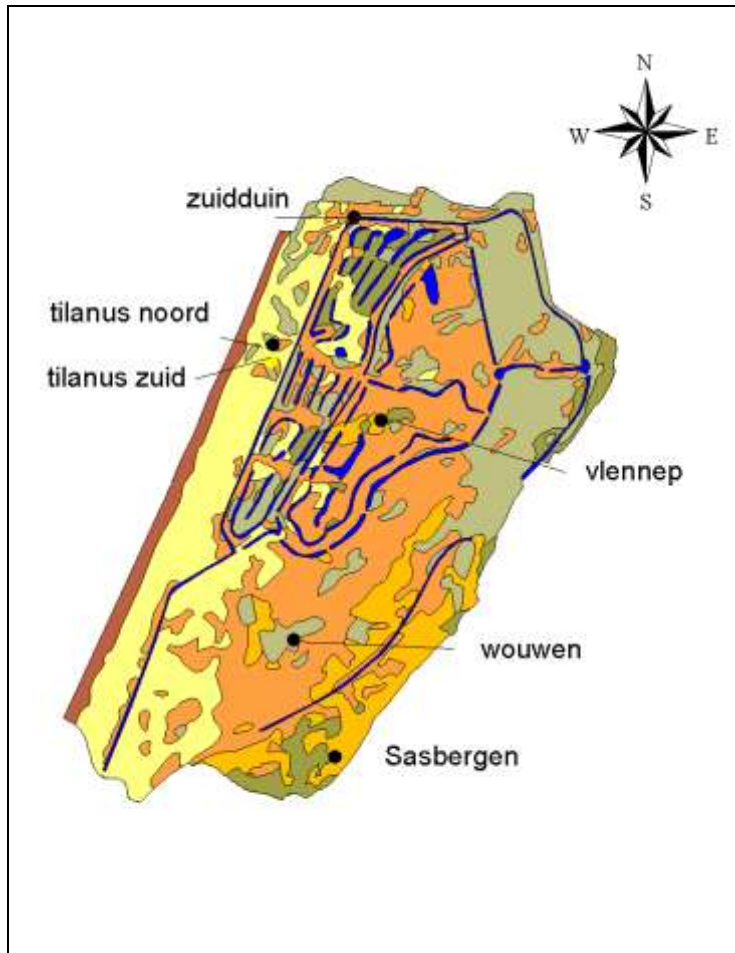 N
W E
S
zuidduin
tilanus noord
tilanus zuid
vlennep
wouwen
Sasbergen